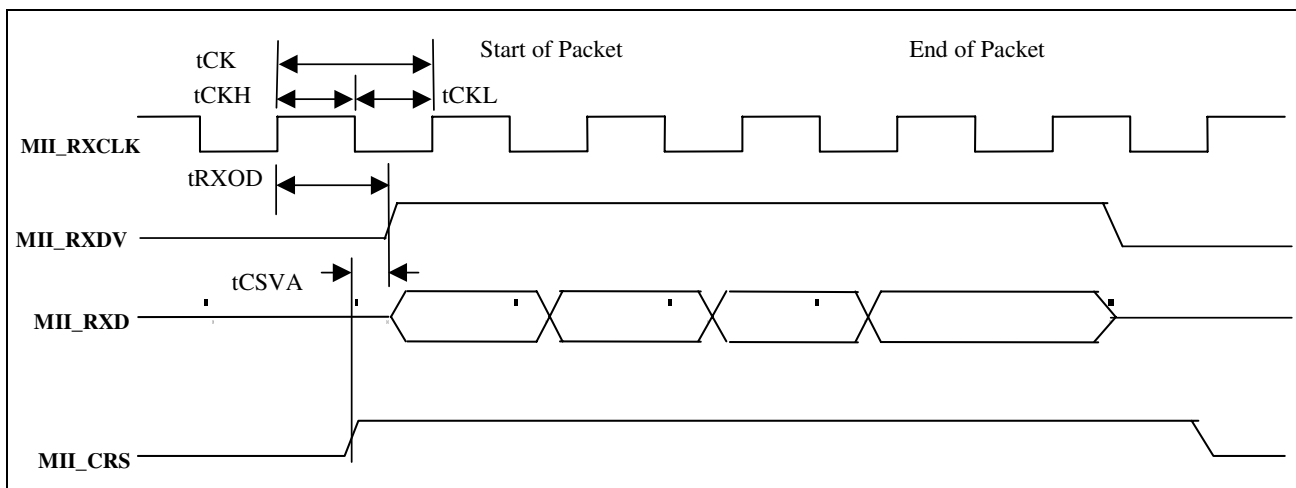 Start of Packet End of Packet
tCK
tCKH tCKL
MII_RXCLK
tRXOD
MII_RXDV
tCSVA
MII_RXD
MII_CRS